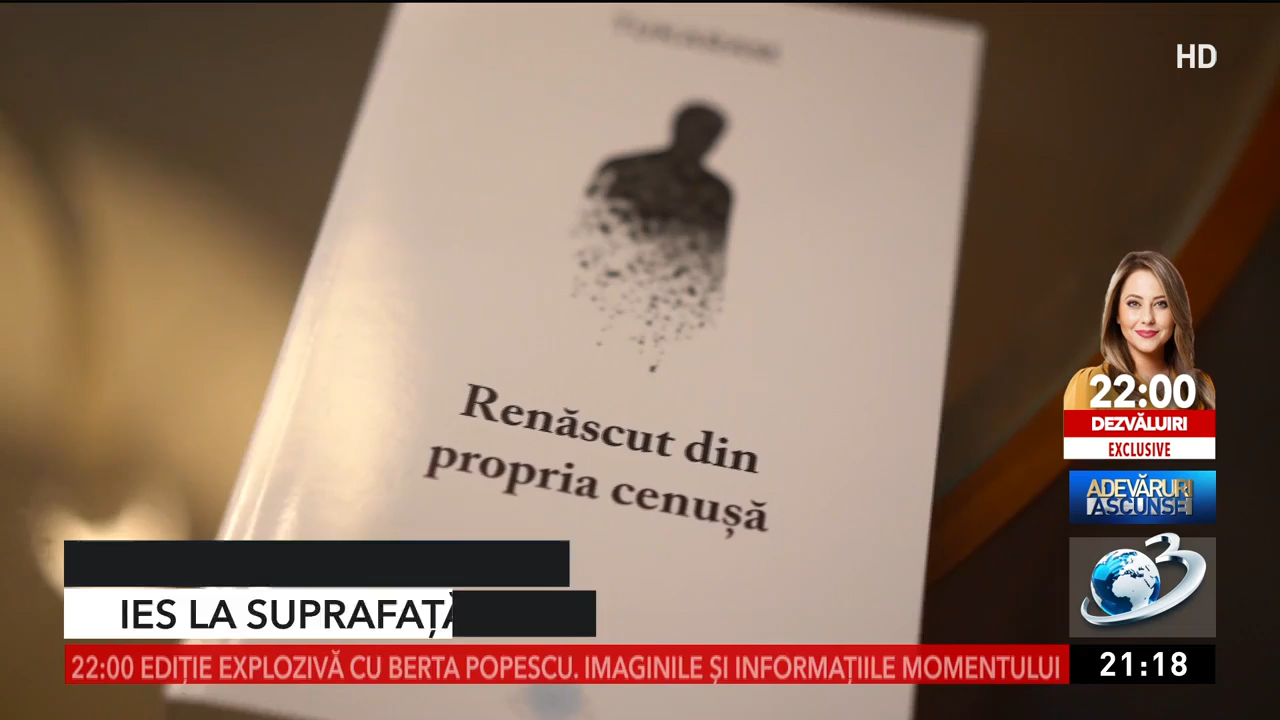 HD
Renăscut din
propria cenușă
22:00
DEZVĂLUIRI
EXCLUSIVE
ADEVĂRURI
ASCUNSE
3
IES LA SUPRAFAȚĂ
22:00 EDIȚIE EXPLOZIVĂ CU BERTA POPESCU. IMAGINILE ȘI INFORMAȚIILE MOMENTULUI
21:18